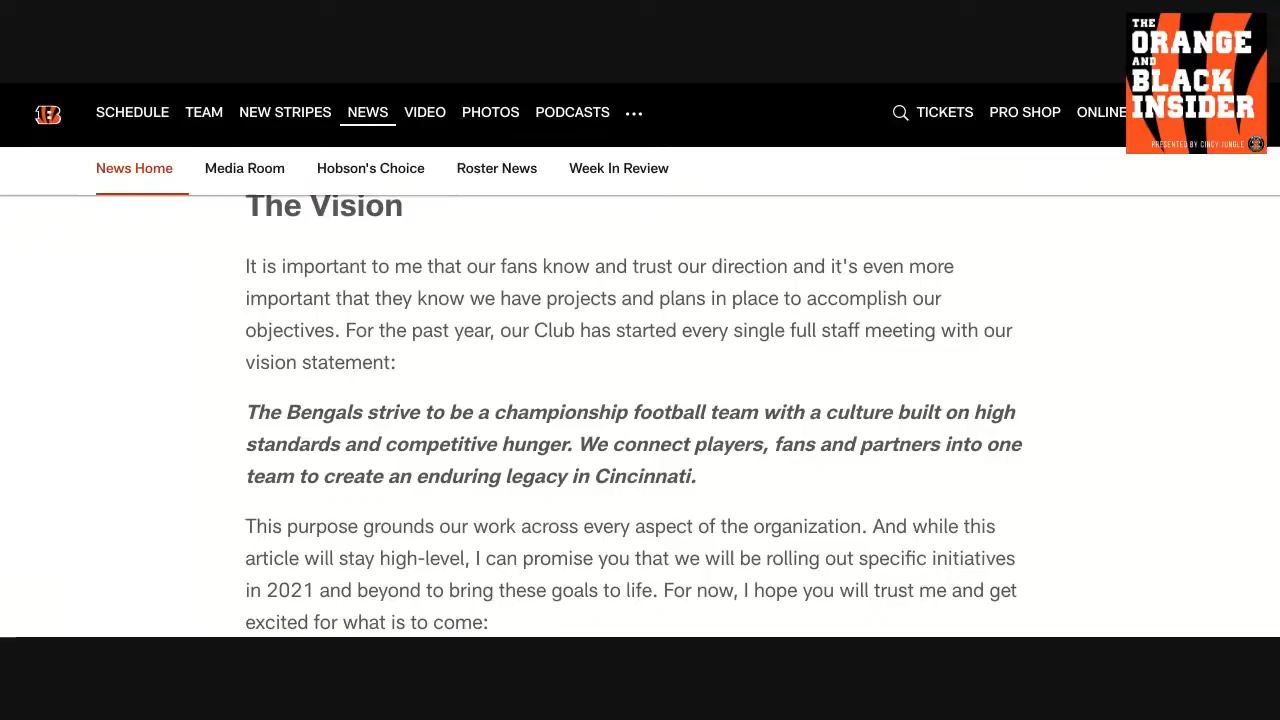 THE
ORANGE
AND
BLACK
INSIDER
PRESENTED BY CINCY JUNGLE
B
SCHEDULE TEAM NEW STRIPES NEWS VIDEO PHOTOS PODCASTS ... TICKETS PRO SHOP ONLINE
News Home Media Room Hobson's Choice Roster News Week In Review
The Vision
It is important to me that our fans know and trust our direction and it's even more
important that they know we have projects and plans in place to accomplish our
objectives. For the past year, our Club has started every single full staff meeting with our
vision statement:
The Bengals strive to be a championship football team with a culture built on high
standards and competitive hunger. We connect players, fans and partners into one
team to create an enduring legacy in Cincinnati.
This purpose grounds our work across every aspect of the organization. And while this
article will stay high-level, I can promise you that we will be rolling out specific initiatives
in 2021 and beyond to bring these goals to life. For now, I hope you will trust me and get
excited for what is to come: